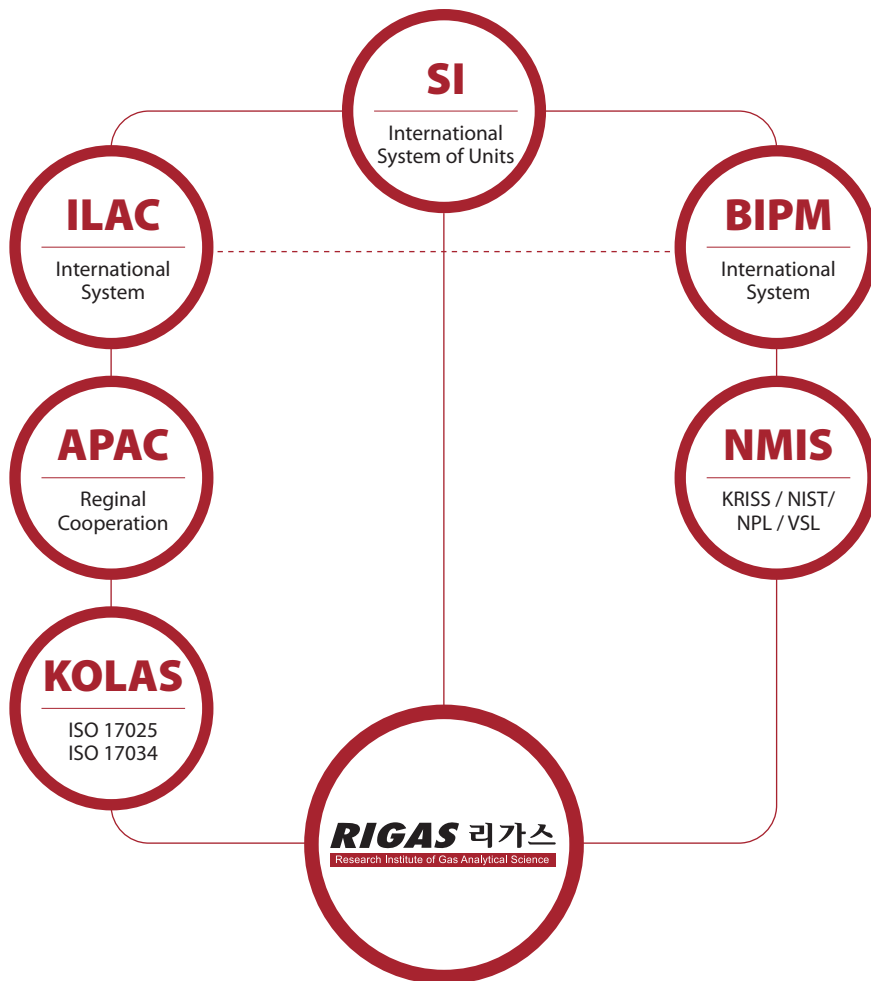 SI
International
System of Units
ILAC
International
System
BIPM
International
System
APAC
Reginal
Cooperation
NMIS
KRISS / NIST/
NPL / VSL
KOLAS
ISO 17025
ISO 17034
RIGAS 리가스
Research Institute of Gas Analytical Science